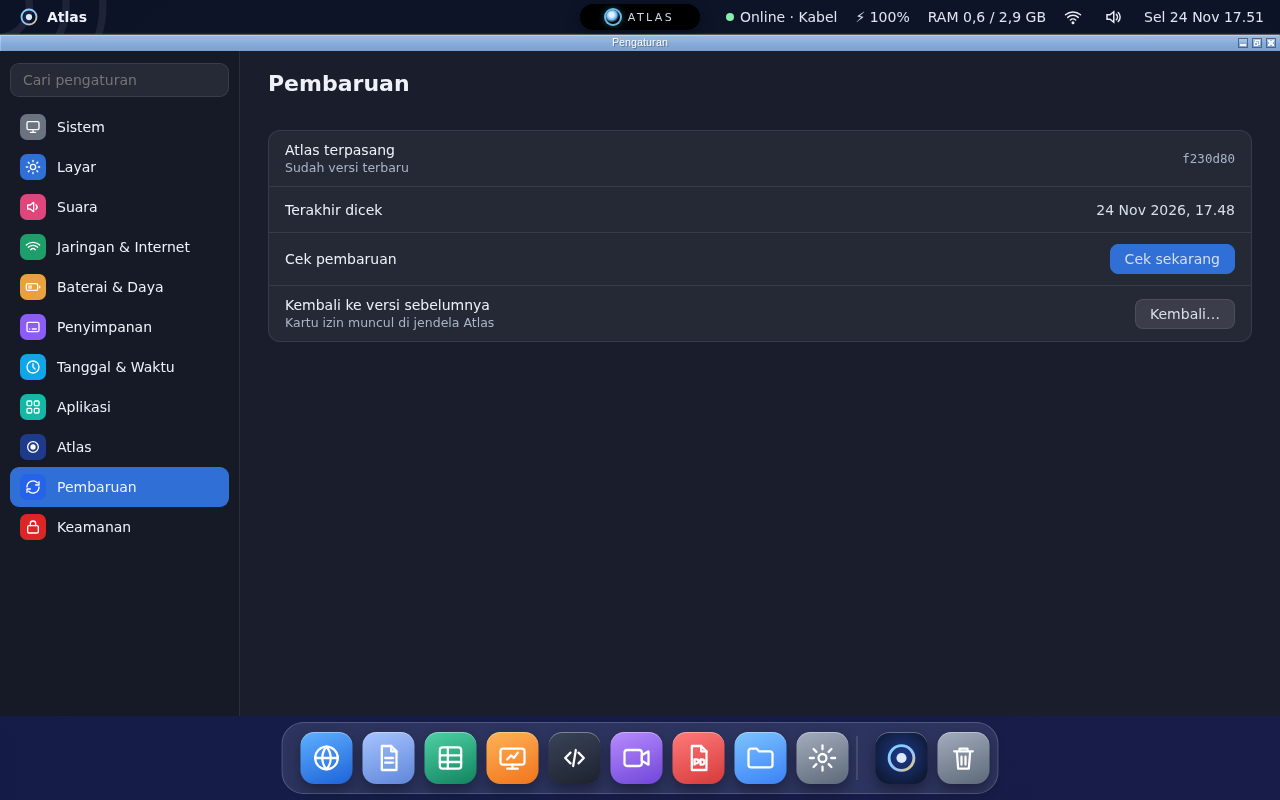 Atlas
ATLAS
Online · Kabel
100%
RAM 0,6 / 2,9 GB
Sel 24 Nov 17.51
Pengaturan
Cari pengaturan
Sistem
Layar
Suara
Jaringan & Internet
Baterai & Daya
Penyimpanan
Tanggal & Waktu
Aplikasi
Atlas
Pembaruan
Keamanan
Pembaruan
Atlas terpasang
Sudah versi terbaru
f230d80
Terakhir dicek
24 Nov 2026, 17.48
Cek pembaruan
Cek sekarang
Kembali ke versi sebelumnya
Kartu izin muncul di jendela Atlas
Kembali...